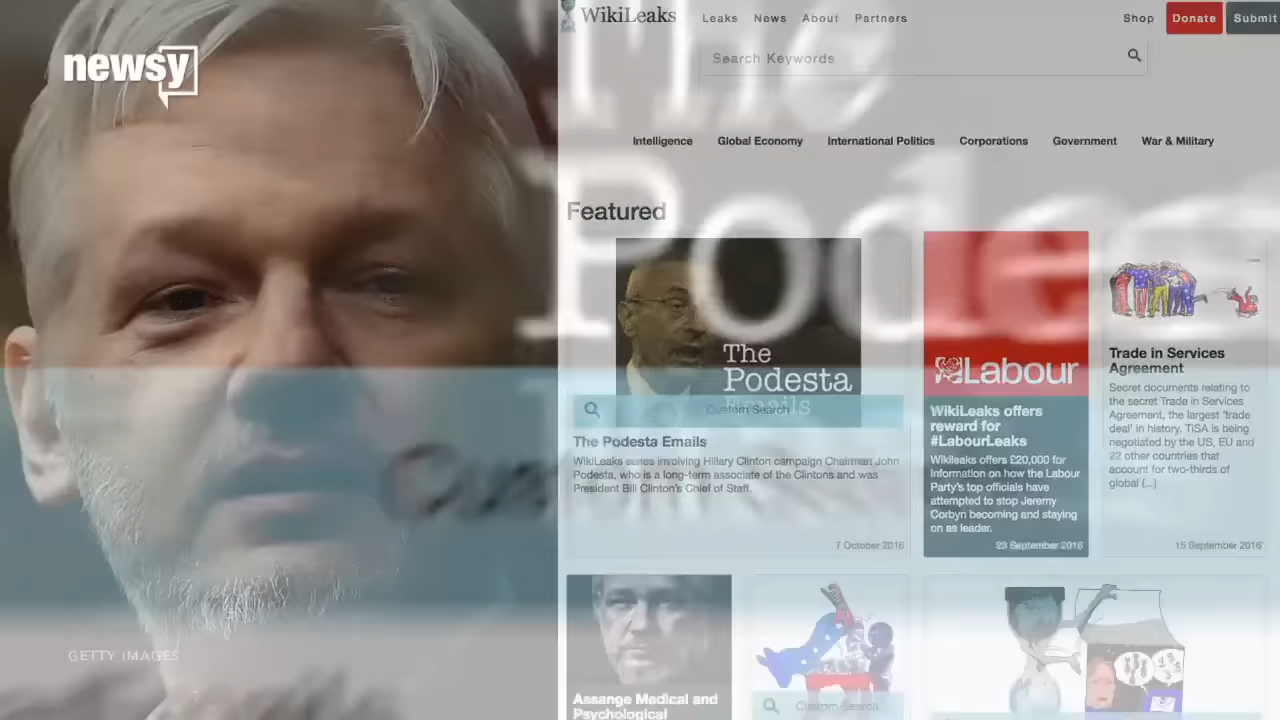 newsy
WikiLeaks
Leaks News About Partners
Shop Donate Submit
Search Keywords
Intelligence Global Economy International Politics Corporations Government War & Military
The
Podes
Featured
The
Podesta
Emails
Custom Search
The Podesta Emails
WikiLeaks series involving Hillary Clinton campaign Chairman John
Podesta, who is a long-term associate of the Clintons and was
President Bill Clinton's Chief of Staff.
7 October 2016
Labour
WikiLeaks offers
reward for
#LabourLeaks
Wikileaks offers £20,000 for
Information on how the Labour
Party's top officials have
attempted to stop Jeremy
Corbyn becoming and staying
on as leader.
23 September 2016
Trade in Services
Agreement
Secret documents relating to
the secret Trade in Services
Agreement, the largest 'trade
deal' in history. TiSA is being
negotiated by the US, EU and
22 other countries that
account for two-thirds of
global (...)
15 September 2016
Assange Medical and
Psychological
Custom Search
GETTY IMAGES